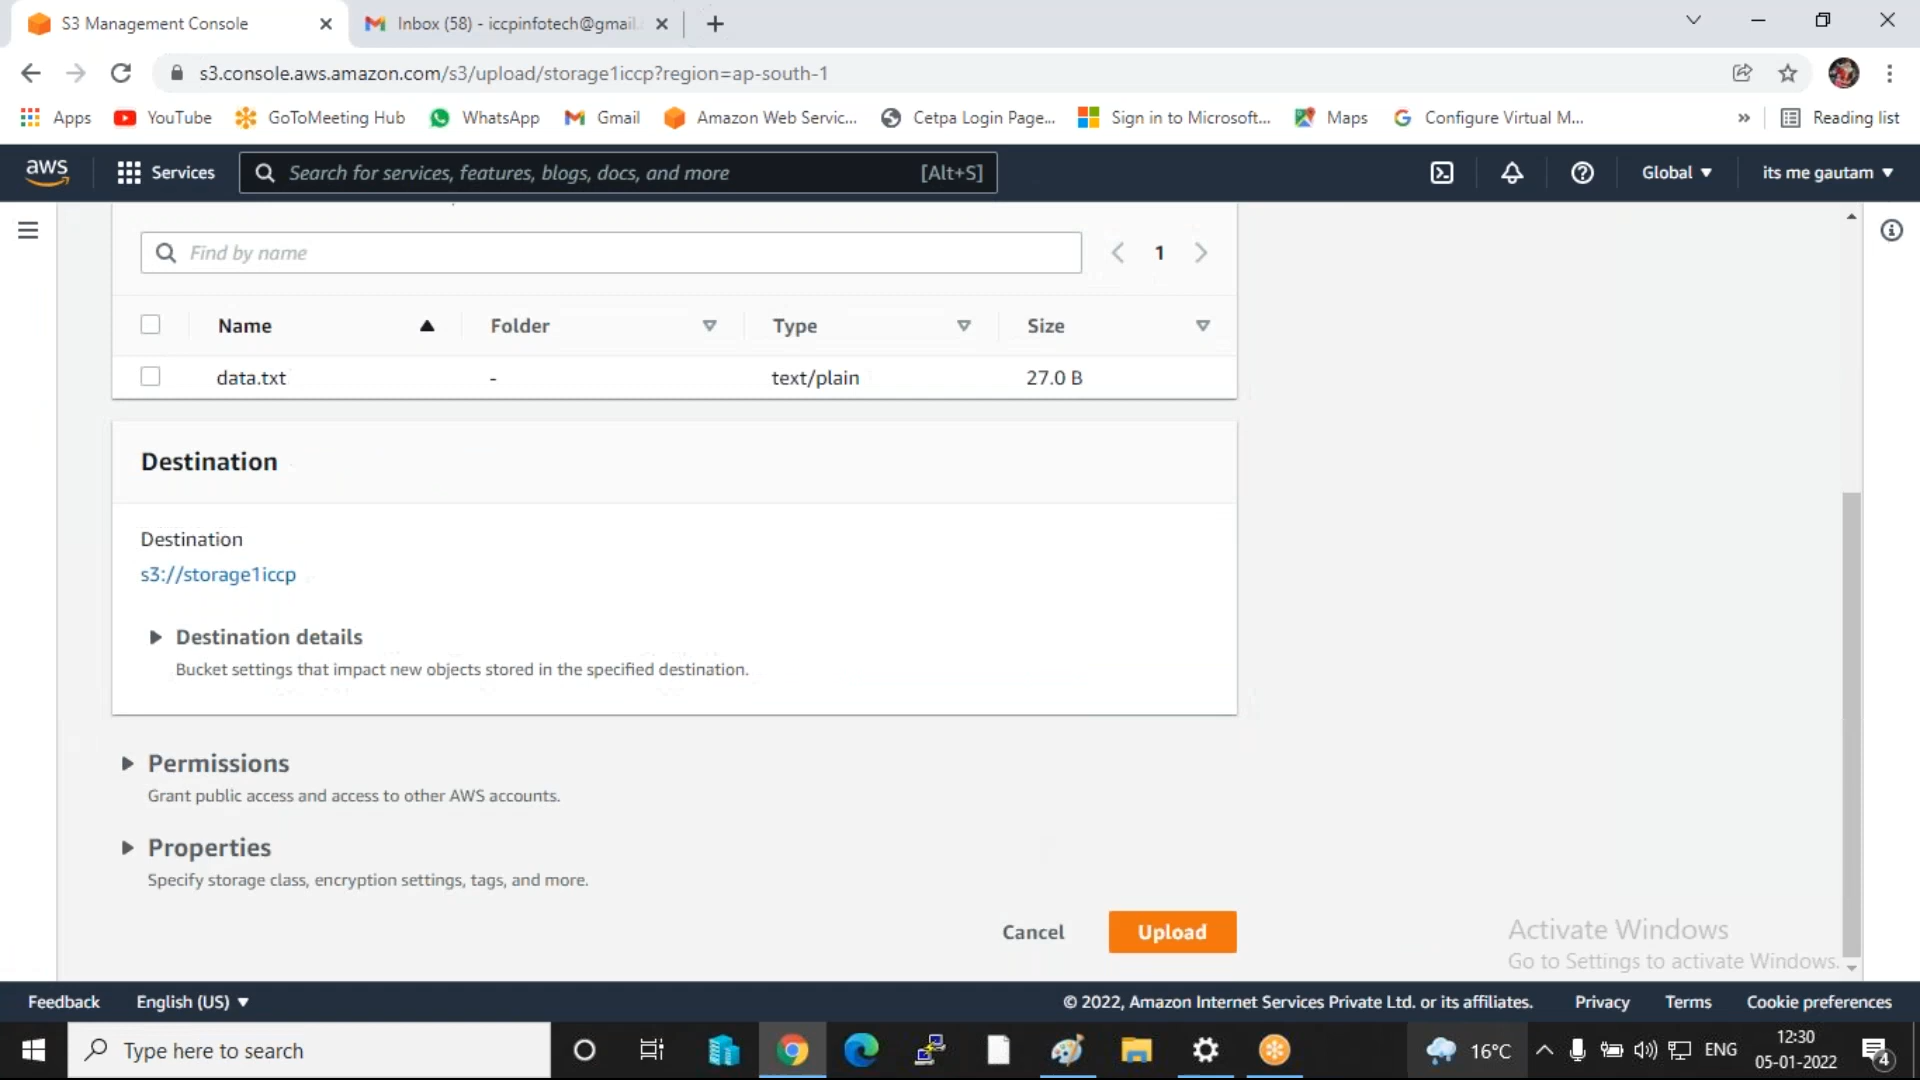 S3 Management Console
Inbox (58) - iccpinfotech@gmail.
s3.console.aws.amazon.com/s3/upload/storage1iccp?region=ap-south-1
Apps YouTube GoToMeeting Hub WhatsApp Gmail Amazon Web Servic... Cetpa Login Page... Sign in to Microsoft... Maps Configure Virtual M... » Reading list
aws Services Search for services, features, blogs, docs, and more [Alt+S] Global its me gautam
Find by name 1
Name Folder Type Size
data.txt - text/plain 27.0 B
Destination
Destination
s3://storage1iccp
Destination details
Bucket settings that impact new objects stored in the specified destination.
Permissions
Grant public access and access to other AWS accounts.
Properties
Specify storage class, encryption settings, tags, and more.
Cancel Upload
Activate Windows
Go to Settings to activate Windows.
Feedback English (US) © 2022, Amazon Internet Services Private Ltd. or its affiliates. Privacy Terms Cookie preferences
Type here to search 16°C ENG 12:30
05-01-2022 4